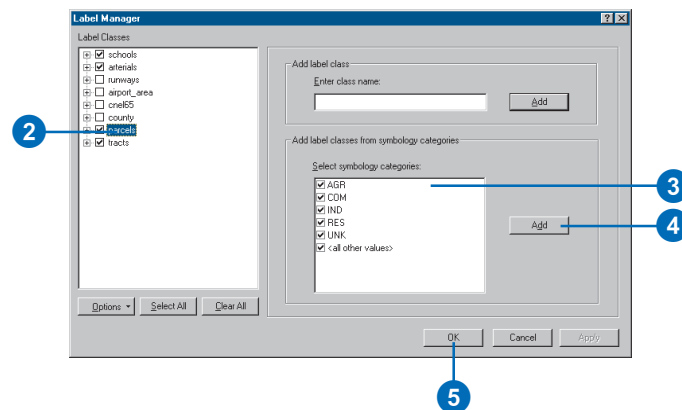 Label Manager
Label Classes
schools
arterials
runways
airport_area
cnel65
county
parcels
tracts
Options
Select All
Clear All
Add label class
Enter class name:
Add
Add label classes from symbology categories
Select symbology categories:
AGR
COM
IND
RES
UNK
<all other values>
Add
OK
Cancel
Apply
2
3
4
5